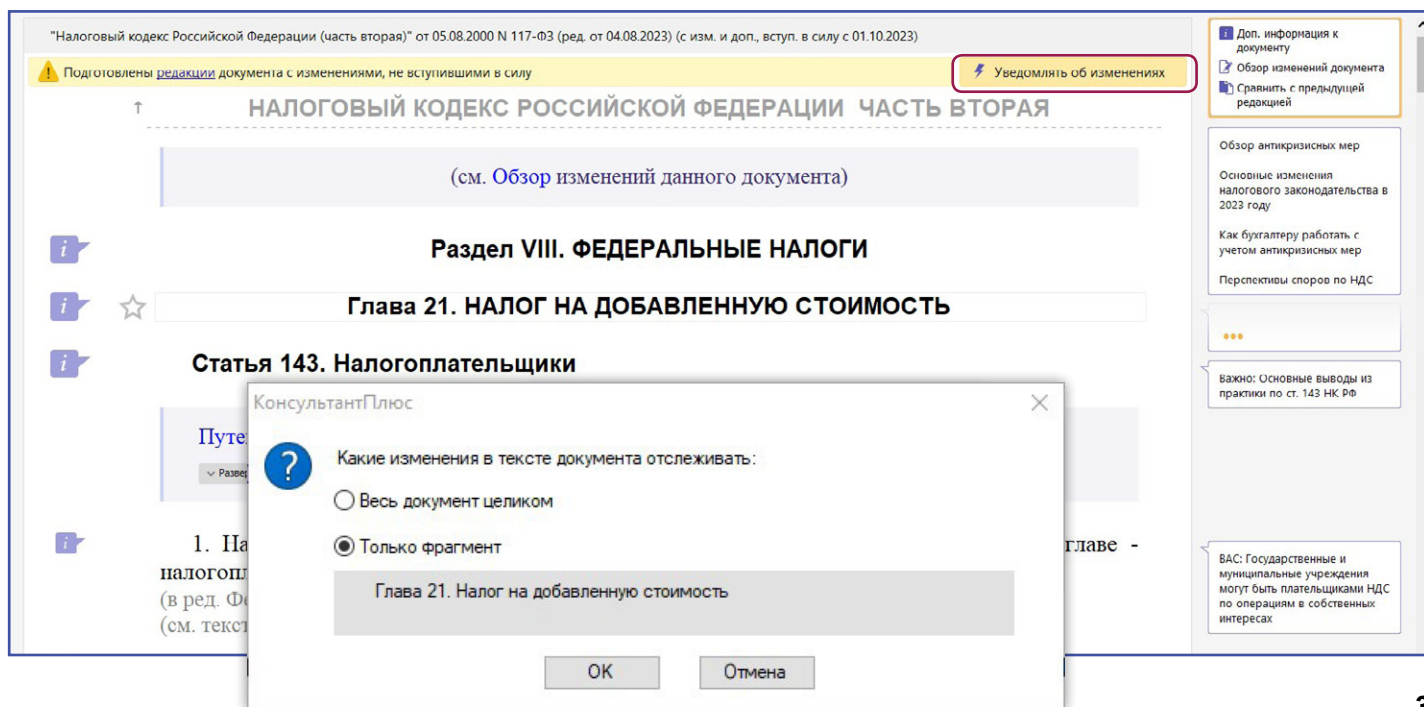 "Налоговый кодекс Российской Федерации (часть вторая)" от 05.08.2000 N 117-ФЗ (ред. от 04.08.2023) (с изм. и доп., вступ. в силу с 01.10.2023)
Подготовлены редакции документа с изменениями, не вступившими в силу
Уведомлять об изменениях
НАЛОГОВЫЙ КОДЕКС РОССИЙСКОЙ ФЕДЕРАЦИИ ЧАСТЬ ВТОРАЯ
(см. Обзор изменений данного документа)
Раздел VIII. ФЕДЕРАЛЬНЫЕ НАЛОГИ
Глава 21. НАЛОГ НА ДОБАВЛЕННУЮ СТОИМОСТЬ
Статья 143. Налогоплательщики
Путе
Развер
1. На
главе -
налогопл
(в ред. Фе
(см. текст
КонсультантПлюс
Какие изменения в тексте документа отслеживать:
Весь документ целиком
Только фрагмент
Глава 21. Налог на добавленную стоимость
OK
Отмена
Доп. информация к
документу
Обзор изменений документа
Сравнить с предыдущей
редакцией
Обзор антикризисных мер
Основные изменения
налогового законодательства в
2023 году
Как бухгалтеру работать с
учетом антикризисных мер
Перспективы споров по НДС
Важно: Основные выводы из
практики по ст. 143 НК РФ
ВАС: Государственные и
муниципальные учреждения
могут быть плательщиками НДС
по операциям в собственных
интересах